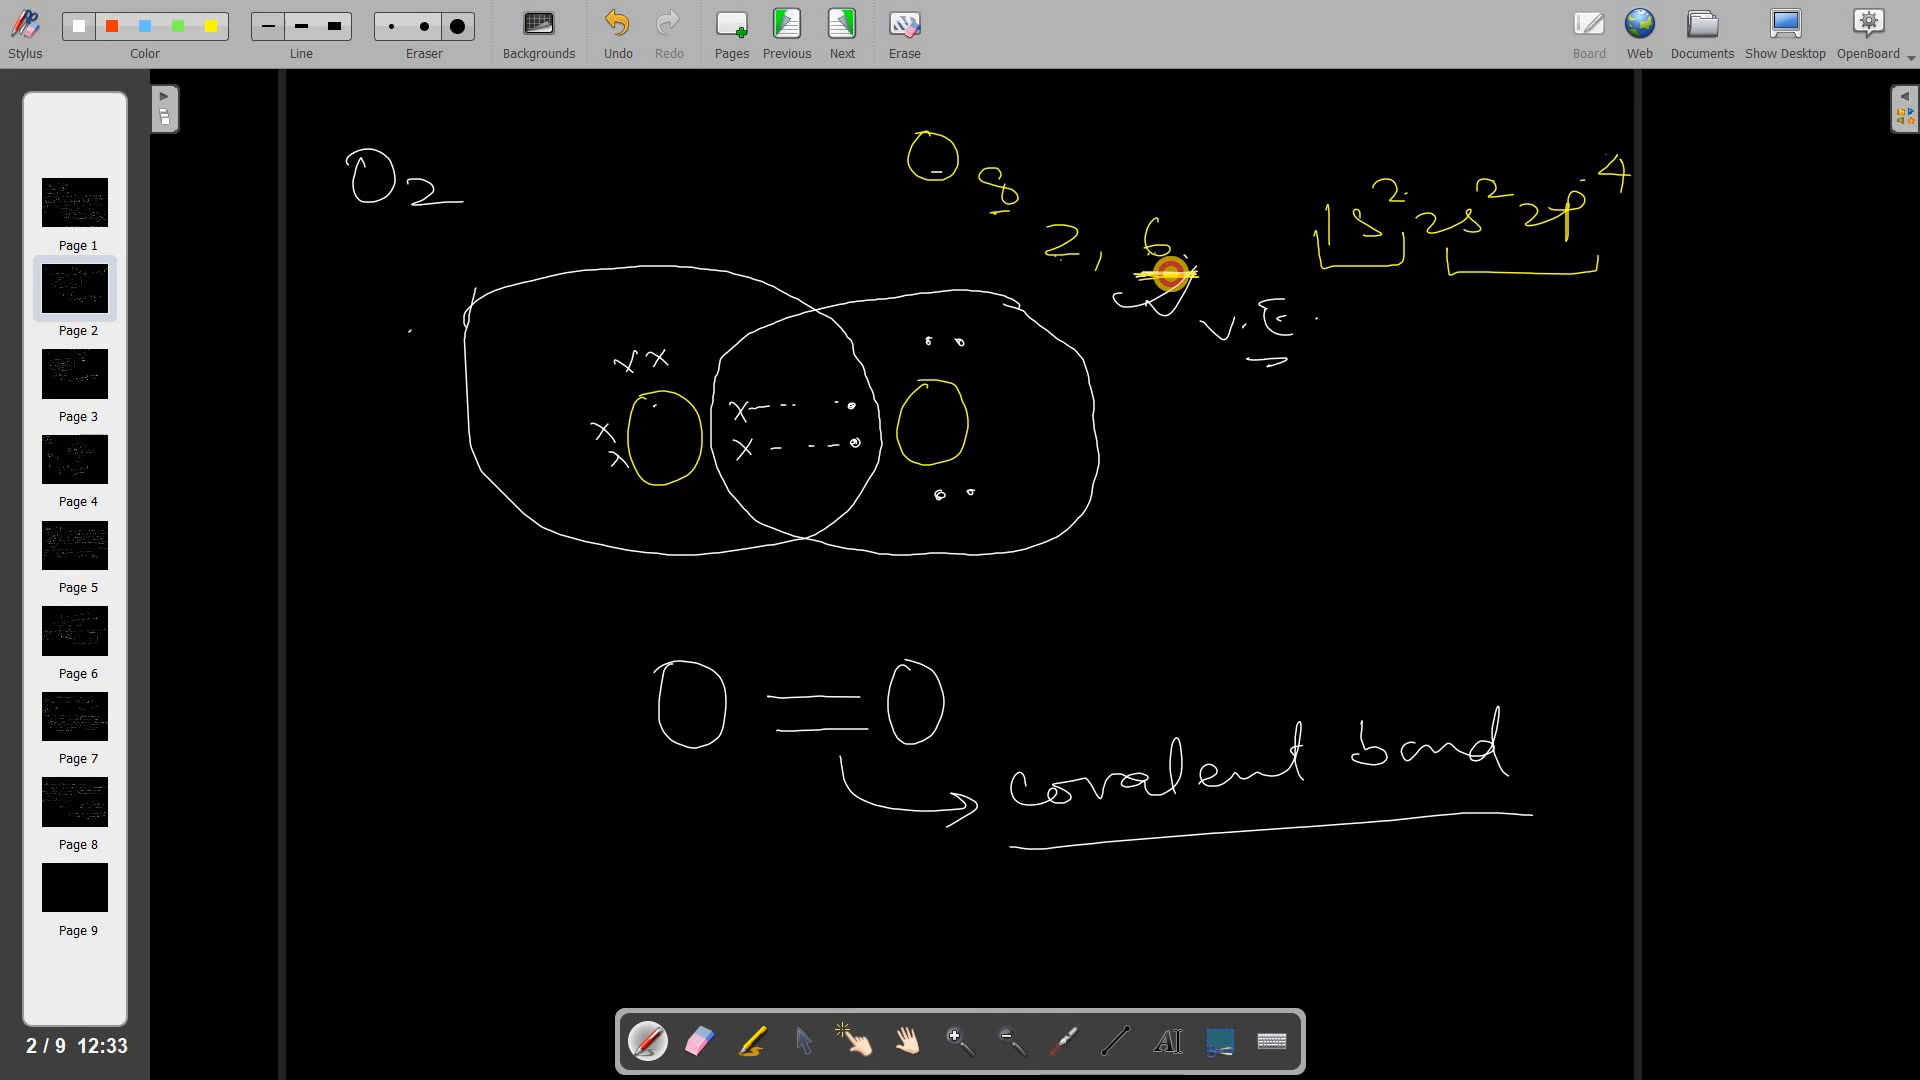 Stylus Color Line Eraser Backgrounds Undo Redo Pages Previous Next Erase Board Web Documents Show Desktop OpenBoard
Page 1
Page 2
Page 3
Page 4
Page 5
Page 6
Page 7
Page 8
Page 9
2 / 9 12:33
O2
O 8
2, 6
1s² 2s² 2p⁴
V.E.
x x
x
x
x
x
O = O
covalent bond